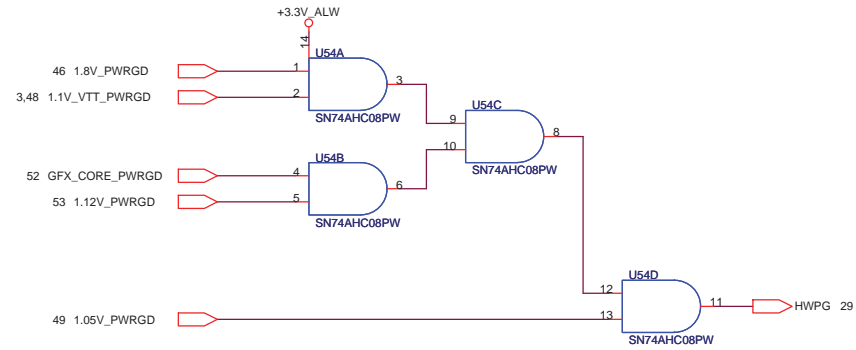 +3.3V_ALW
14
U54A
46 1.8V_PWRGD
1
3
3,48 1.1V_VTT_PWRGD
2
SN74AHC08PW
U54C
9
8
10
SN74AHC08PW
U54B
52 GFX_CORE_PWRGD
4
6
53 1.12V_PWRGD
5
SN74AHC08PW
U54D
12
11
HWPG 29
49 1.05V_PWRGD
13
SN74AHC08PW